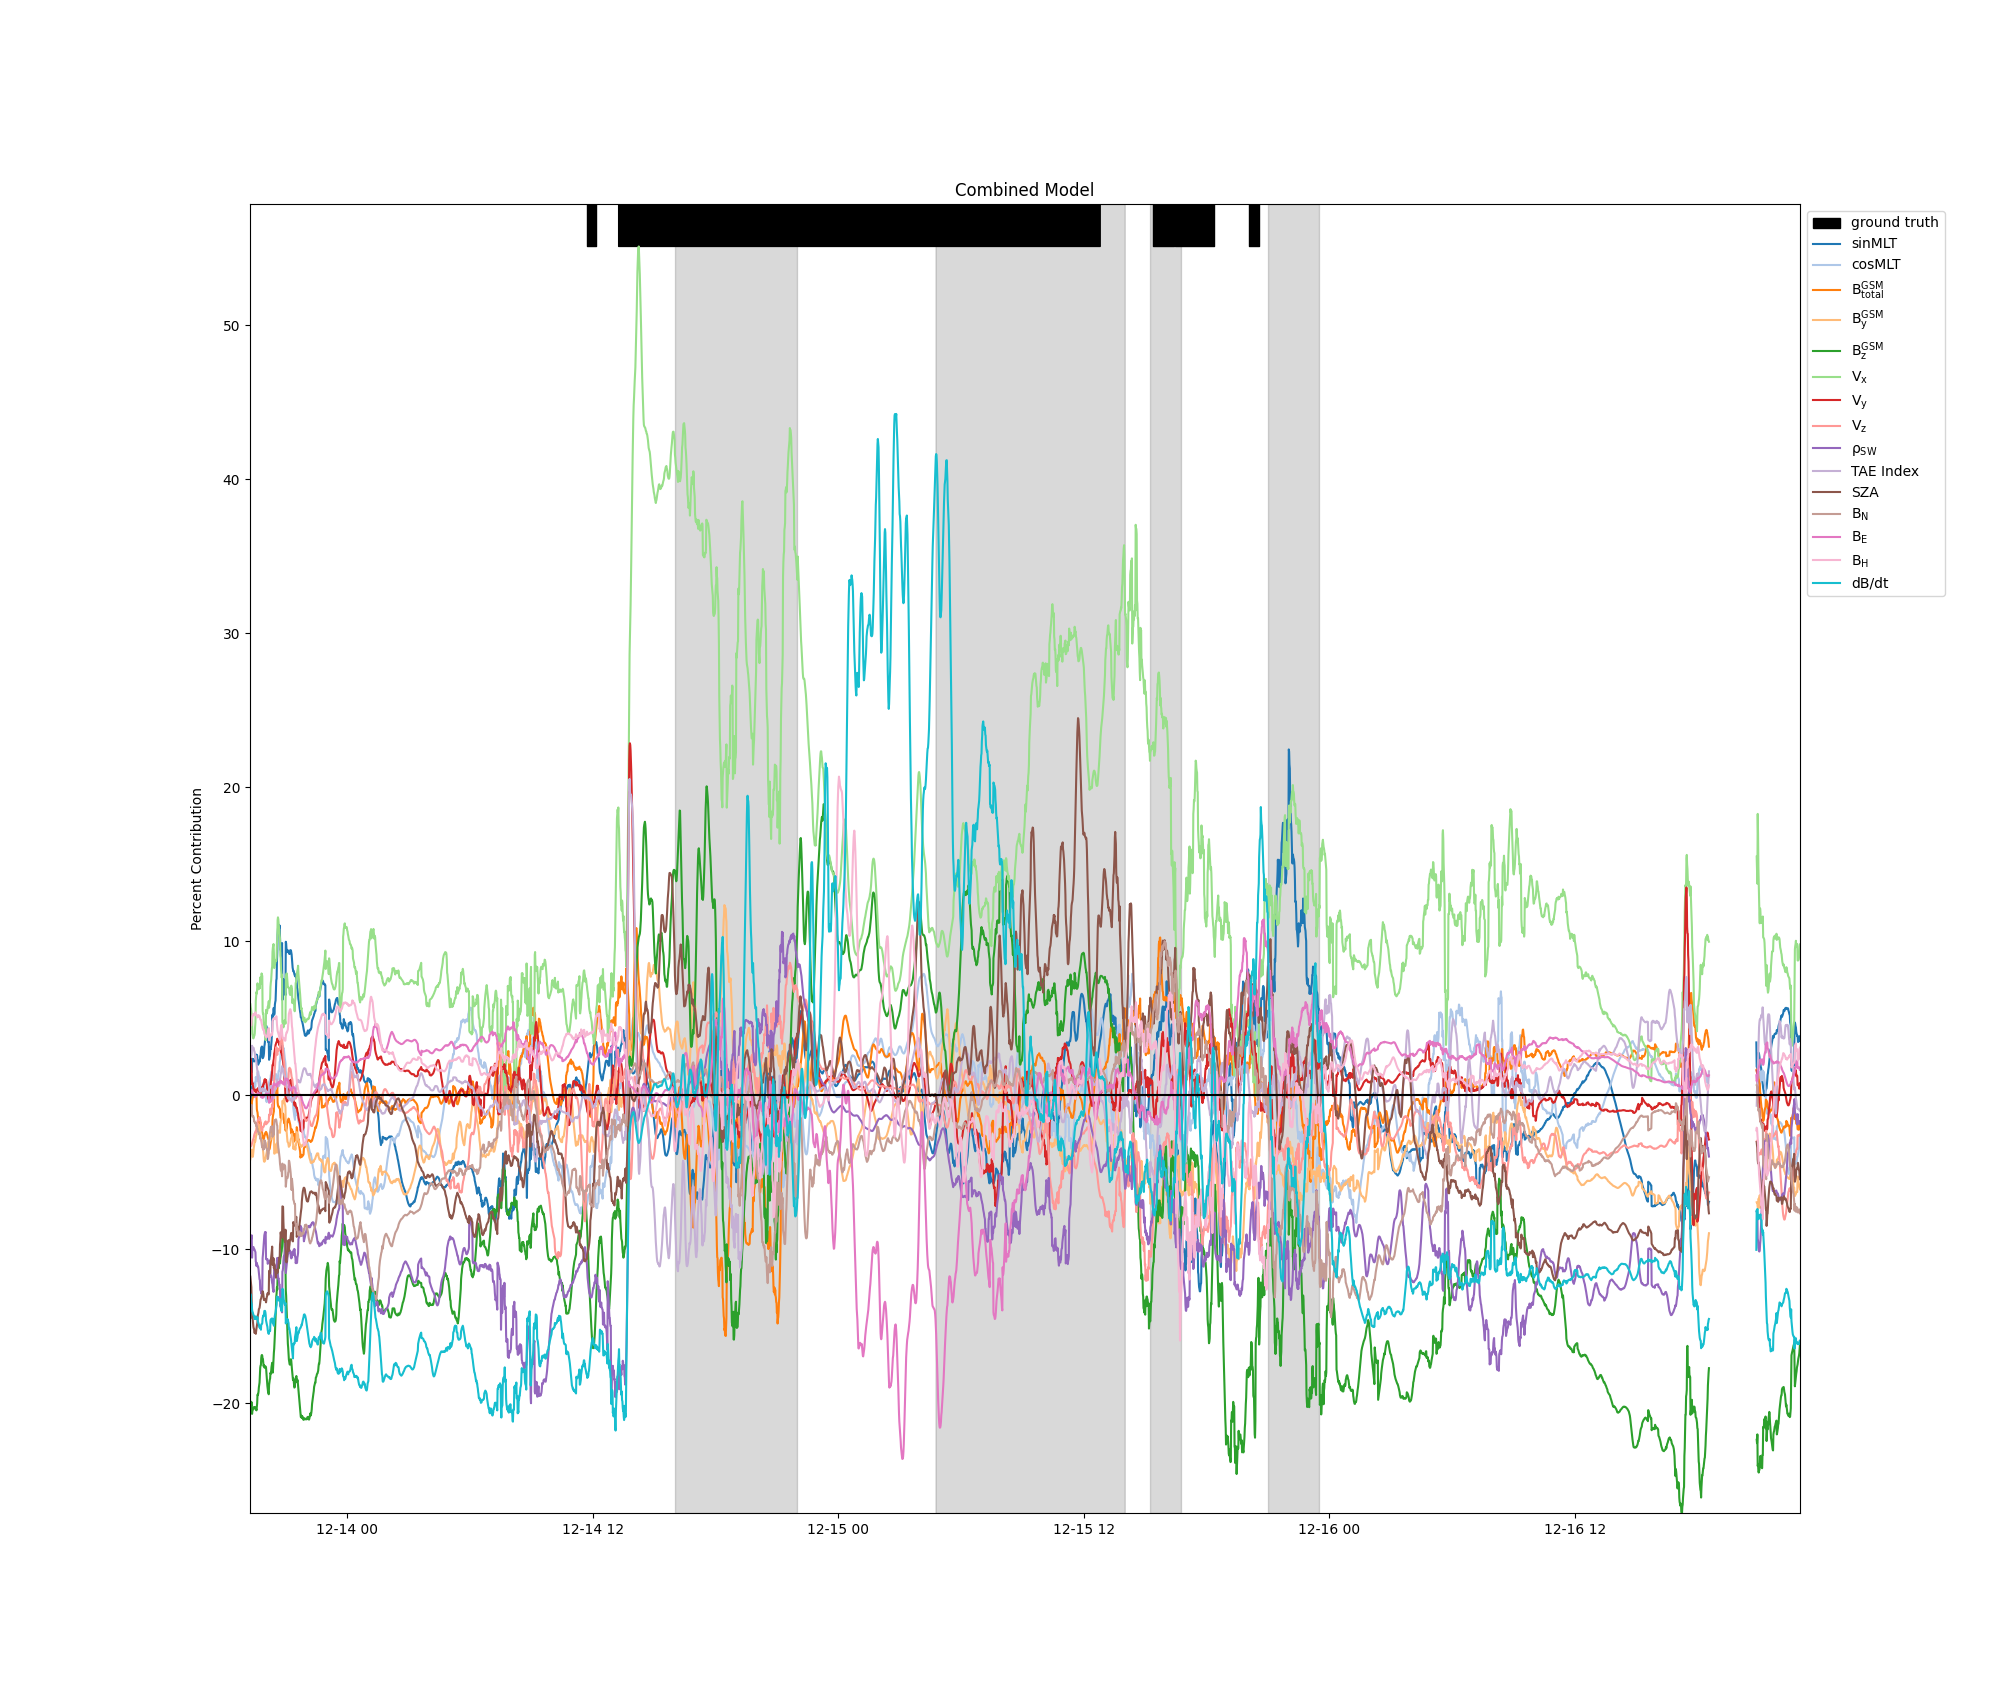 Combined Model
Percent Contribution
50
40
30
20
10
0
−10
−20
12-14 00
12-14 12
12-15 00
12-15 12
12-16 00
12-16 12
ground truth
sinMLT
cosMLT
B_total^GSM
B_y^GSM
B_z^GSM
V_x
V_y
V_z
ρ_SW
TAE Index
SZA
B_N
B_E
B_H
dB/dt